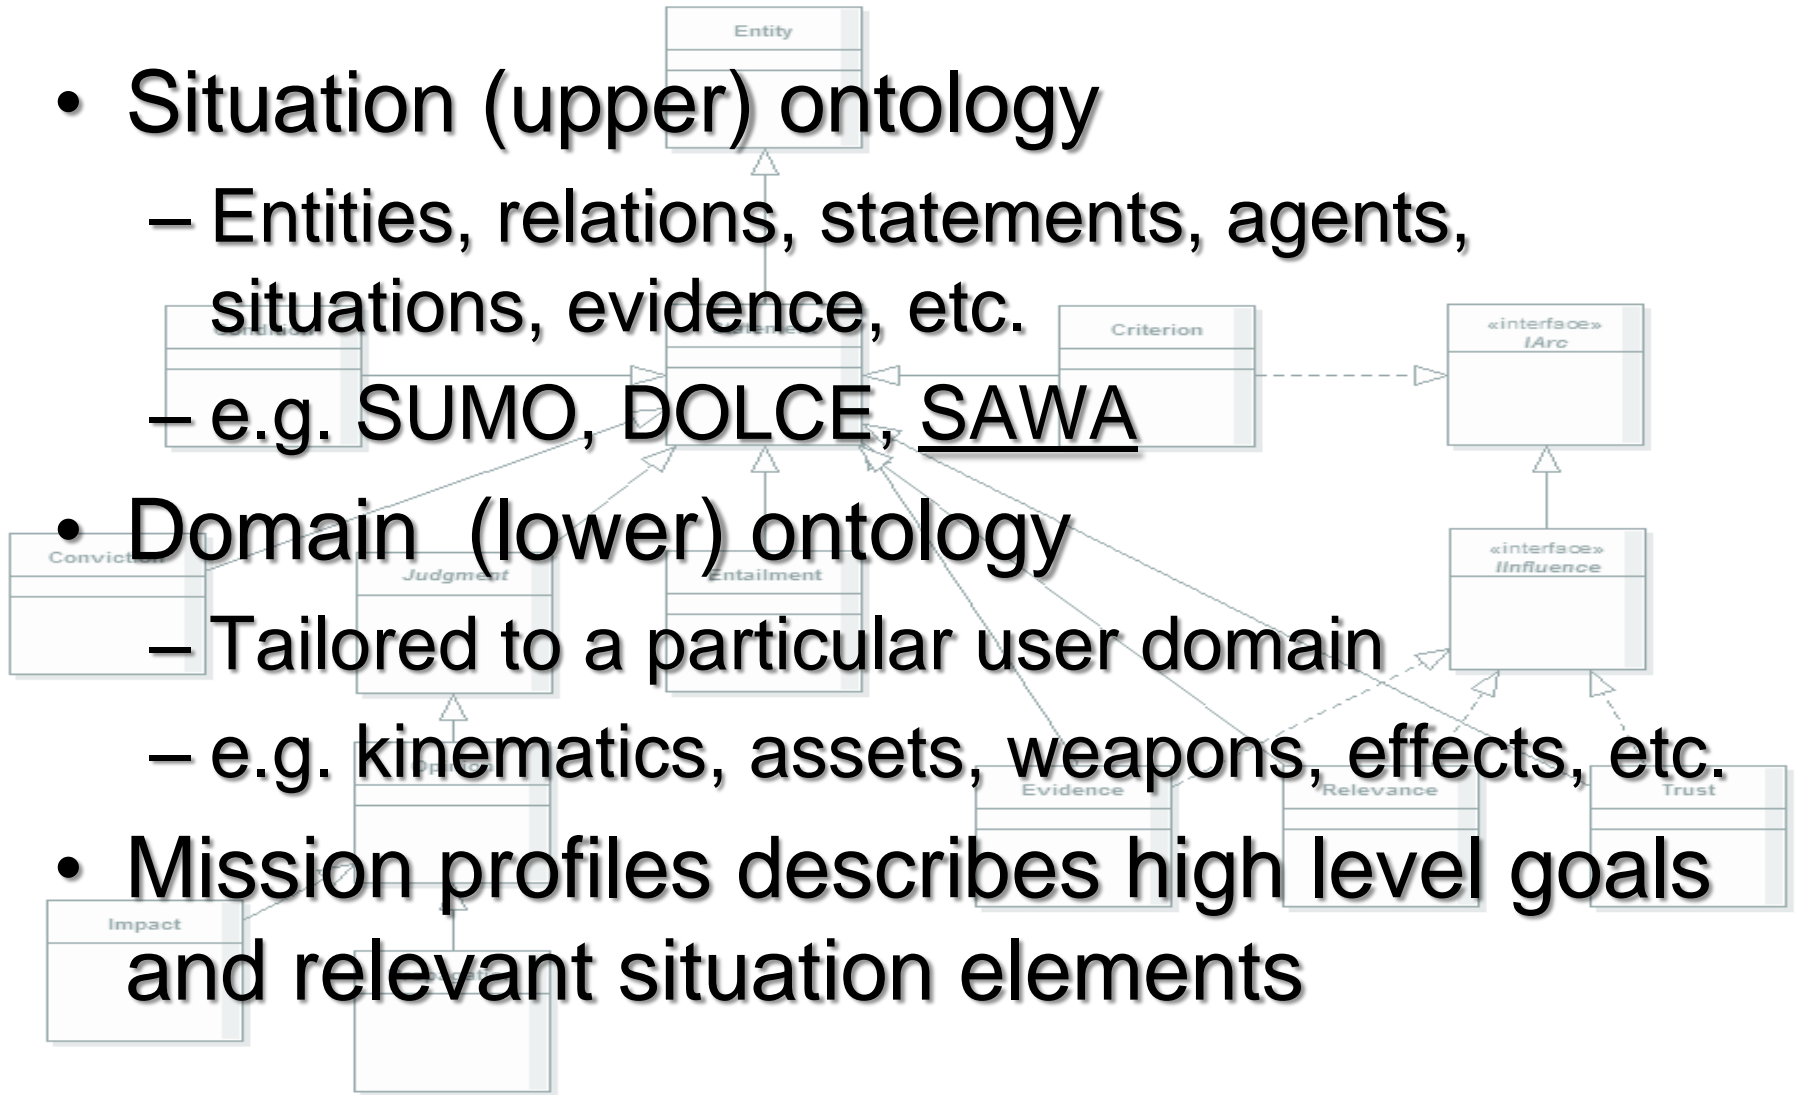 Entity
• Situation (upper) ontology
– Entities, relations, statements, agents,
situations, evidence, etc.
Criterion
«interface»
IArc
– e.g. SUMO, DOLCE, SAWA
• Domain  (lower) ontology
Conviction
Judgment
Entailment
«interface»
IInfluence
– Tailored to a particular user domain
– e.g. kinematics, assets, weapons, effects, etc.
Opinion
Evidence
Relevance
Trust
• Mission profiles describes high level goals
Impact
and relevant situation elements